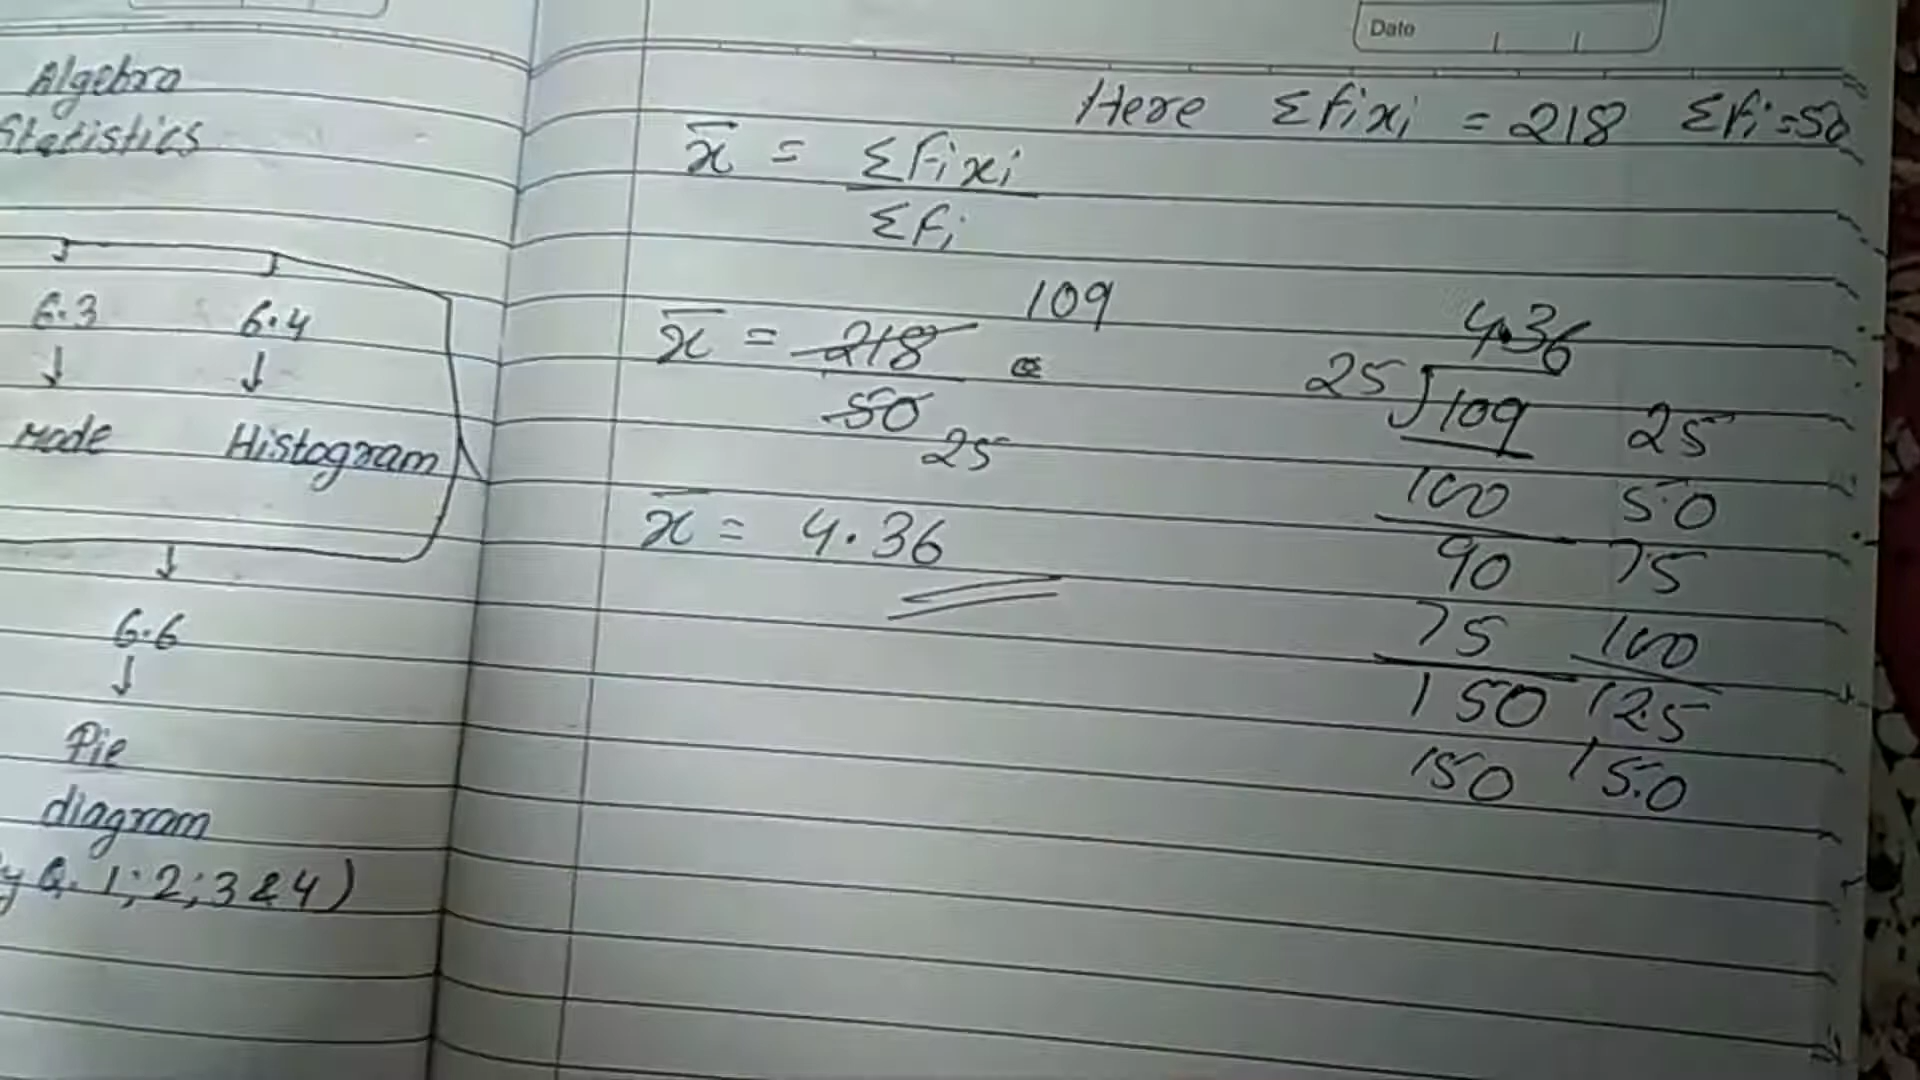 Algebra
Statistics
6.3 6.4
↓ ↓
Mode Histogram
↓
6.6
↓
Pie
diagram
Q. 1; 2; 3 & 4)
Date
Here Σfixi = 218 Σfi = 50
x̄ = Σfixi
Σfi
109
x̄ = 218
50
25
x̄ = 4.36
4.36
25 109 25
100 50
90 75
75 100
150 125
150 150